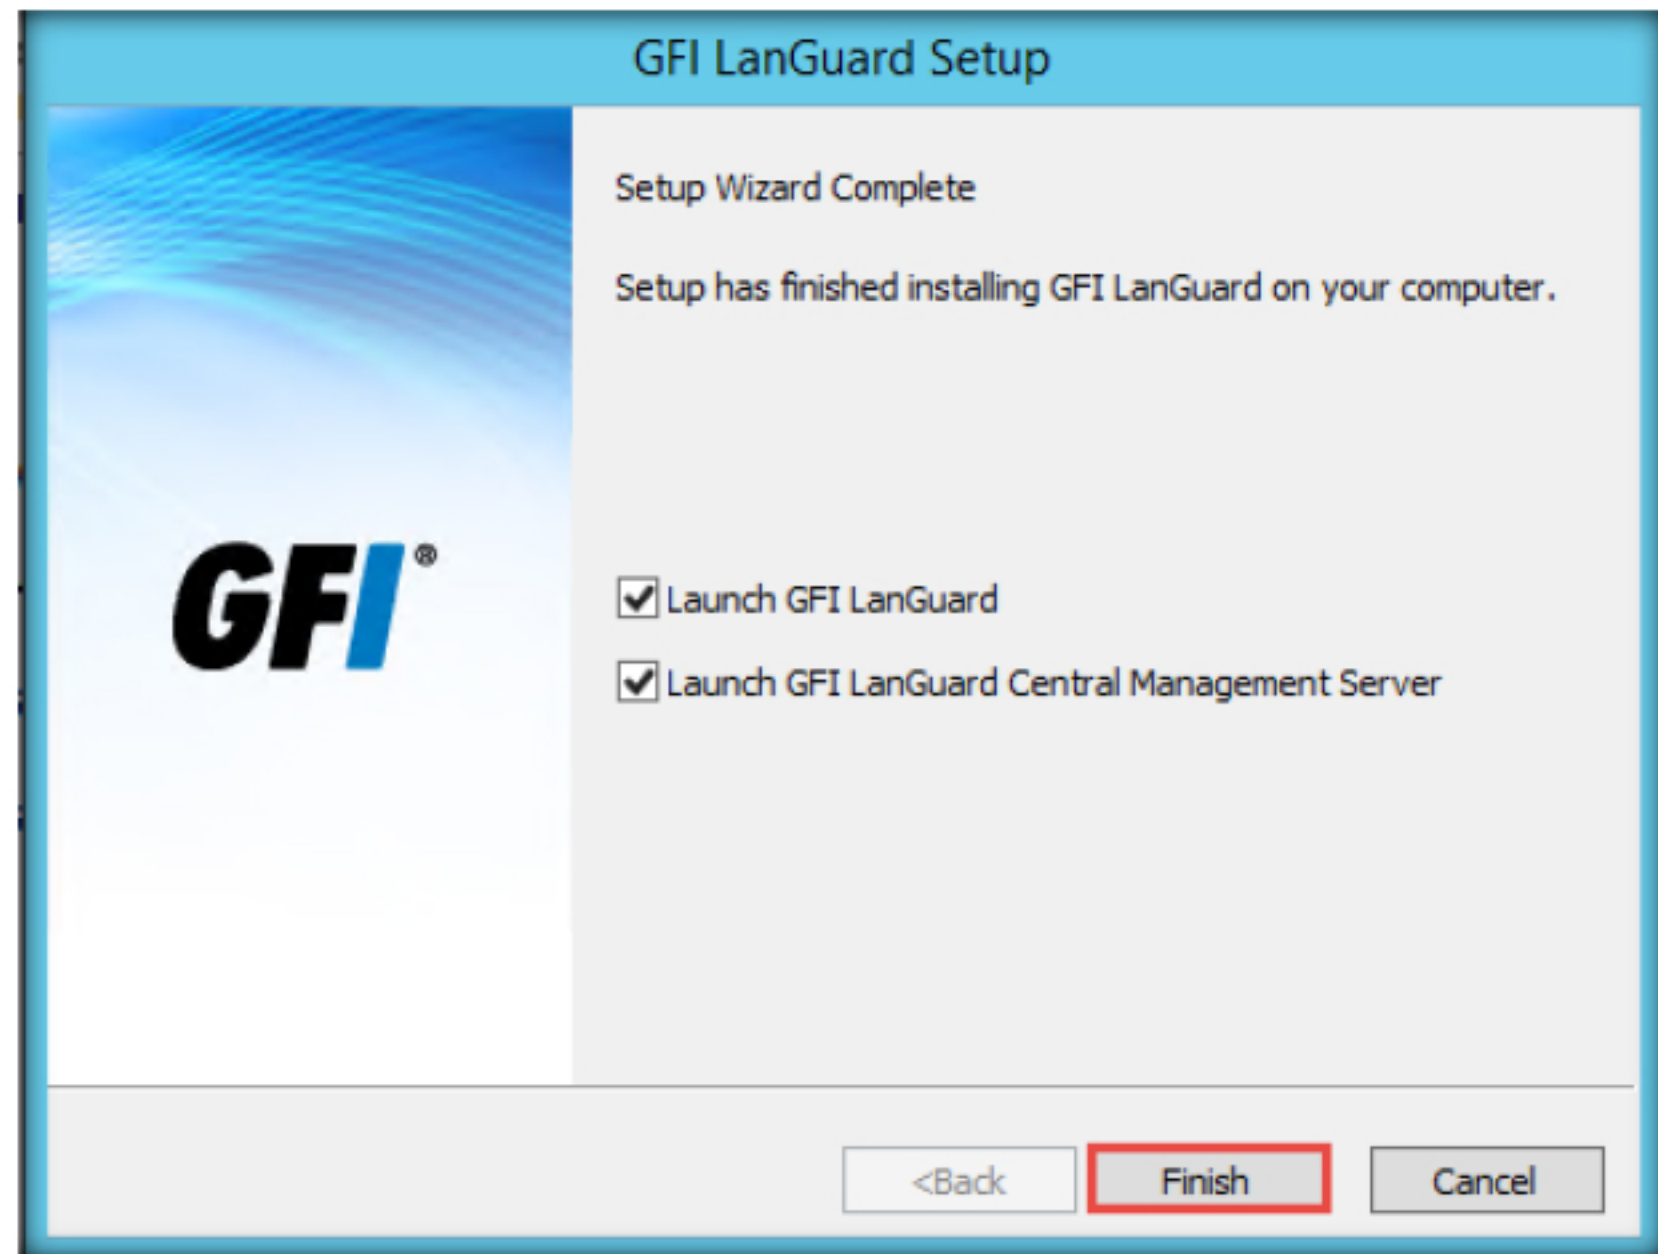 GFI LanGuard Setup
Setup Wizard Complete
Setup has finished installing GFI LanGuard on your computer.
GFI®
Launch GFI LanGuard
Launch GFI LanGuard Central Management Server
<Back
Finish
Cancel